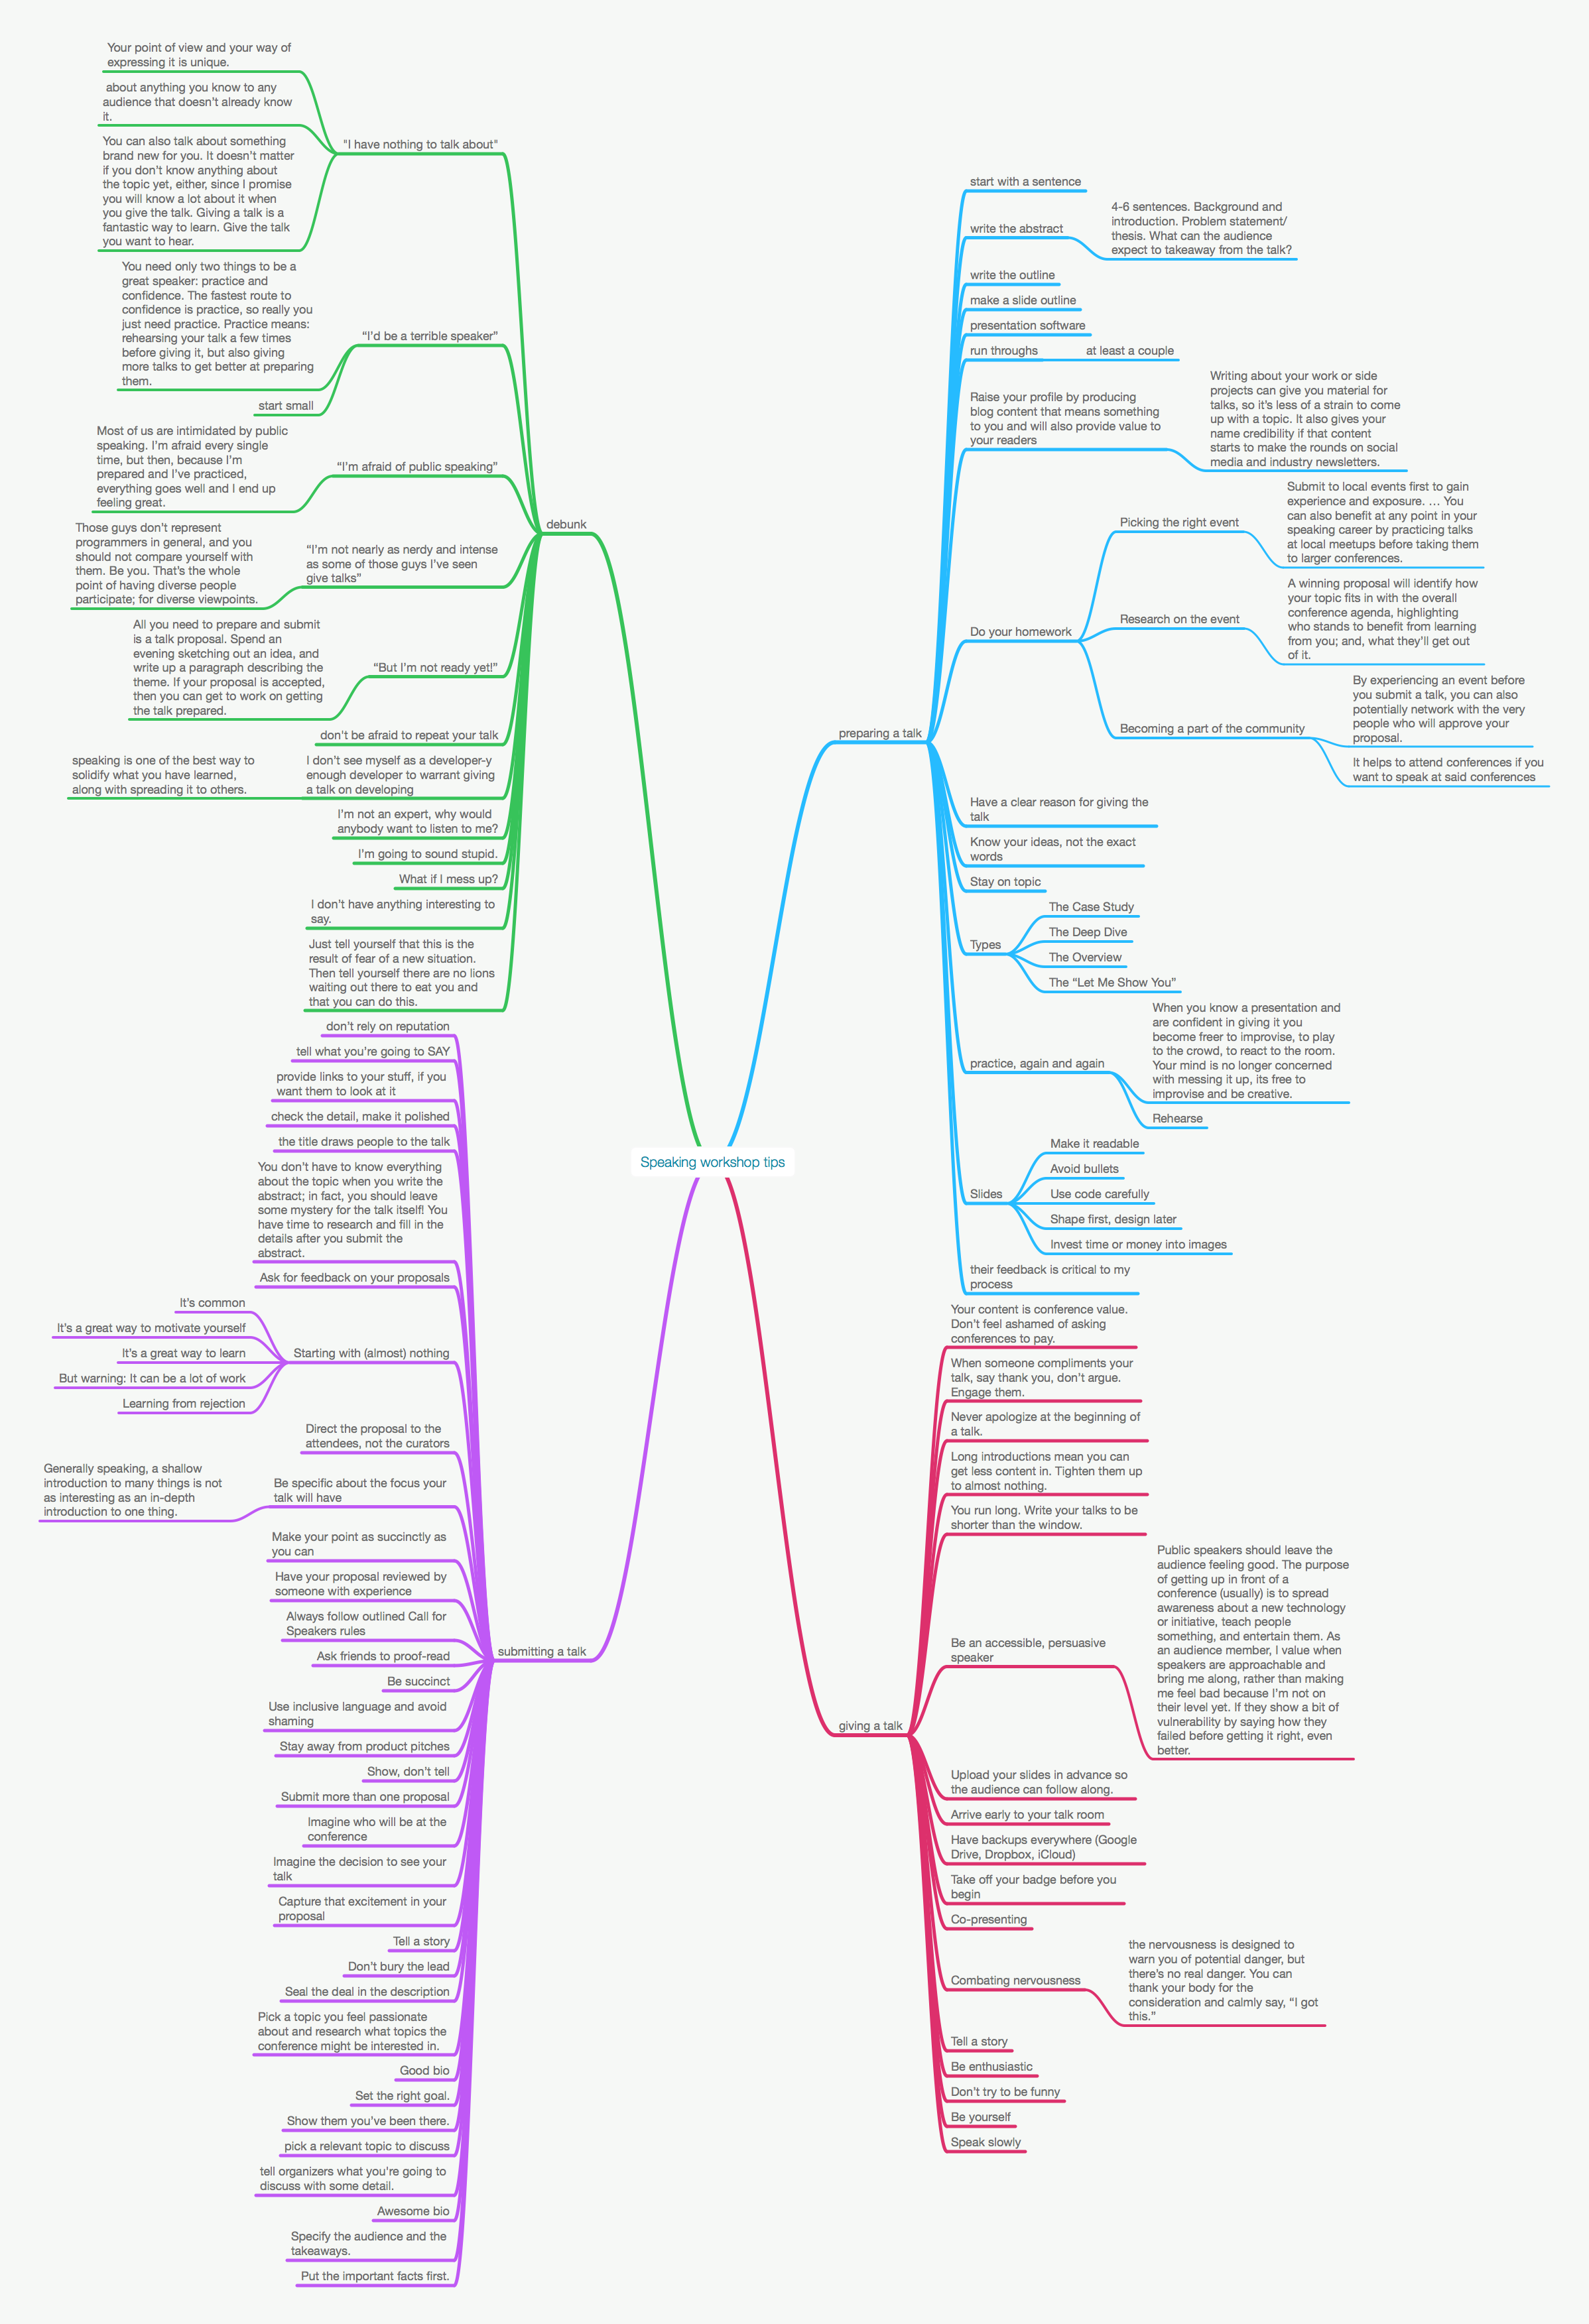 Speaking workshop tips
debunk
"I have nothing to talk about"
Your point of view and your way of
expressing it is unique.
about anything you know to any
audience that doesn’t already know
it.
You can also talk about something
brand new for you. It doesn’t matter
if you don’t know anything about
the topic yet, either, since I promise
you will know a lot about it when
you give the talk. Giving a talk is a
fantastic way to learn. Give the talk
you want to hear.
“I’d be a terrible speaker”
You need only two things to be a
great speaker: practice and
confidence. The fastest route to
confidence is practice, so really you
just need practice. Practice means:
rehearsing your talk a few times
before giving it, but also giving
more talks to get better at preparing
them.
start small
“I’m afraid of public speaking”
Most of us are intimidated by public
speaking. I’m afraid every single
time, but then, because I’m
prepared and I’ve practiced,
everything goes well and I end up
feeling great.
“I’m not nearly as nerdy and intense
as some of those guys I’ve seen
give talks”
Those guys don’t represent
programmers in general, and you
should not compare yourself with
them. Be you. That’s the whole
point of having diverse people
participate; for diverse viewpoints.
“But I’m not ready yet!”
All you need to prepare and submit
is a talk proposal. Spend an
evening sketching out an idea, and
write up a paragraph describing the
theme. If your proposal is accepted,
then you can get to work on getting
the talk prepared.
don’t be afraid to repeat your talk
I don’t see myself as a developer-y
enough developer to warrant giving
a talk on developing
speaking is one of the best way to
solidify what you have learned,
along with spreading it to others.
I’m not an expert, why would
anybody want to listen to me?
I’m going to sound stupid.
What if I mess up?
I don’t have anything interesting to
say.
Just tell yourself that this is the
result of fear of a new situation.
Then tell yourself there are no lions
waiting out there to eat you and
that you can do this.
submitting a talk
don’t rely on reputation
tell what you’re going to SAY
provide links to your stuff, if you
want them to look at it
check the detail, make it polished
the title draws people to the talk
You don’t have to know everything
about the topic when you write the
abstract; in fact, you should leave
some mystery for the talk itself! You
have time to research and fill in the
details after you submit the
abstract.
Ask for feedback on your proposals
Starting with (almost) nothing
It’s common
It’s a great way to motivate yourself
It’s a great way to learn
But warning: It can be a lot of work
Learning from rejection
Direct the proposal to the
attendees, not the curators
Be specific about the focus your
talk will have
Generally speaking, a shallow
introduction to many things is not
as interesting as an in-depth
introduction to one thing.
Make your point as succinctly as
you can
Have your proposal reviewed by
someone with experience
Always follow outlined Call for
Speakers rules
Ask friends to proof-read
Be succinct
Use inclusive language and avoid
shaming
Stay away from product pitches
Show, don’t tell
Submit more than one proposal
Imagine who will be at the
conference
Imagine the decision to see your
talk
Capture that excitement in your
proposal
Tell a story
Don’t bury the lead
Seal the deal in the description
Pick a topic you feel passionate
about and research what topics the
conference might be interested in.
Good bio
Set the right goal.
Show them you’ve been there.
pick a relevant topic to discuss
tell organizers what you’re going to
discuss with some detail.
Awesome bio
Specify the audience and the
takeaways.
Put the important facts first.
preparing a talk
start with a sentence
write the abstract
4-6 sentences. Background and
introduction. Problem statement/
thesis. What can the audience
expect to takeaway from the talk?
write the outline
make a slide outline
presentation software
run throughs
at least a couple
Raise your profile by producing
blog content that means something
to you and will also provide value to
your readers
Writing about your work or side
projects can give you material for
talks, so it’s less of a strain to come
up with a topic. It also gives your
name credibility if that content
starts to make the rounds on social
media and industry newsletters.
Do your homework
Picking the right event
Submit to local events first to gain
experience and exposure. … You
can also benefit at any point in your
speaking career by practicing talks
at local meetups before taking them
to larger conferences.
Research on the event
A winning proposal will identify how
your topic fits in with the overall
conference agenda, highlighting
who stands to benefit from learning
from you; and, what they’ll get out
of it.
Becoming a part of the community
By experiencing an event before
you submit a talk, you can also
potentially network with the very
people who will approve your
proposal.
It helps to attend conferences if you
want to speak at said conferences
Have a clear reason for giving the
talk
Know your ideas, not the exact
words
Stay on topic
Types
The Case Study
The Deep Dive
The Overview
The “Let Me Show You”
practice, again and again
When you know a presentation and
are confident in giving it you
become freer to improvise, to play
to the crowd, to react to the room.
Your mind is no longer concerned
with messing it up, its free to
improvise and be creative.
Rehearse
Slides
Make it readable
Avoid bullets
Use code carefully
Shape first, design later
Invest time or money into images
their feedback is critical to my
process
giving a talk
Your content is conference value.
Don’t feel ashamed of asking
conferences to pay.
When someone compliments your
talk, say thank you, don’t argue.
Engage them.
Never apologize at the beginning of
a talk.
Long introductions mean you can
get less content in. Tighten them up
to almost nothing.
You run long. Write your talks to be
shorter than the window.
Be an accessible, persuasive
speaker
Public speakers should leave the
audience feeling good. The purpose
of getting up in front of a
conference (usually) is to spread
awareness about a new technology
or initiative, teach people
something, and entertain them. As
an audience member, I value when
speakers are approachable and
bring me along, rather than making
me feel bad because I’m not on
their level yet. If they show a bit of
vulnerability by saying how they
failed before getting it right, even
better.
Upload your slides in advance so
the audience can follow along.
Arrive early to your talk room
Have backups everywhere (Google
Drive, Dropbox, iCloud)
Take off your badge before you
begin
Co-presenting
Combating nervousness
the nervousness is designed to
warn you of potential danger, but
there’s no real danger. You can
thank your body for the
consideration and calmly say, “I got
this.”
Tell a story
Be enthusiastic
Don’t try to be funny
Be yourself
Speak slowly